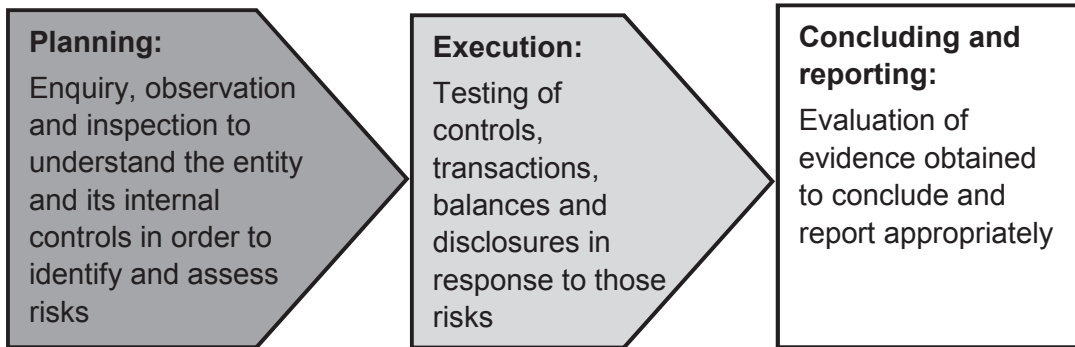 Planning:
Enquiry, observation
and inspection to
understand the entity
and its internal
controls in order to
identify and assess
risks
Execution:
Testing of
controls,
transactions,
balances and
disclosures in
response to those
risks
Concluding and
reporting:
Evaluation of
evidence obtained
to conclude and
report appropriately